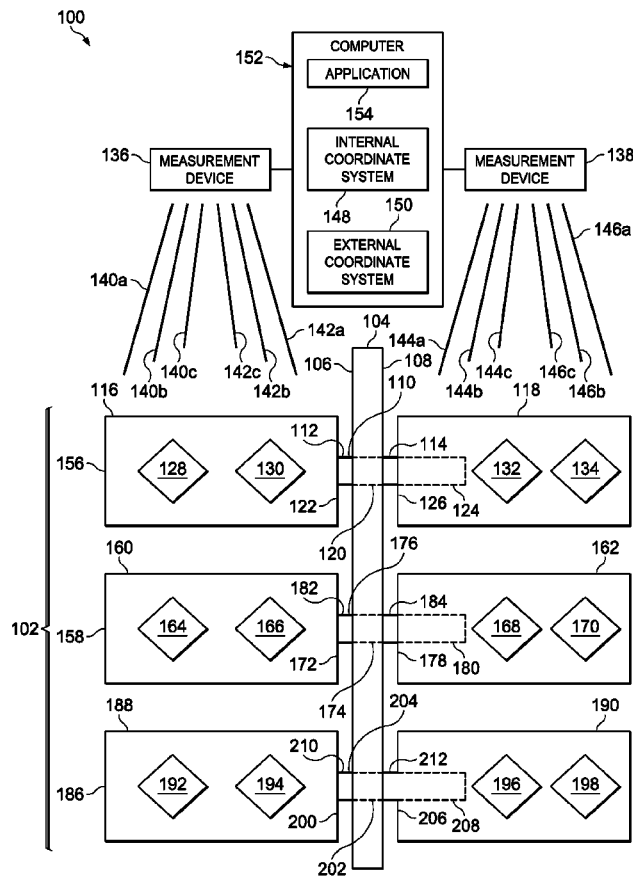 100
COMPUTER
152
APPLICATION
154
136
MEASUREMENT
DEVICE
INTERNAL
COORDINATE
SYSTEM
MEASUREMENT
DEVICE
138
148
150
EXTERNAL
COORDINATE
SYSTEM
146a
140a
142a
104
144a
106
108
140c
142c
144c
146c
140b
142b
144b
146b
116
110
118
112
114
156
128
130
132
134
122
126
124
120
160
176
162
182
184
102
158
164
166
168
170
172
178
180
174
188
204
190
210
212
186
192
194
196
198
200
206
208
202